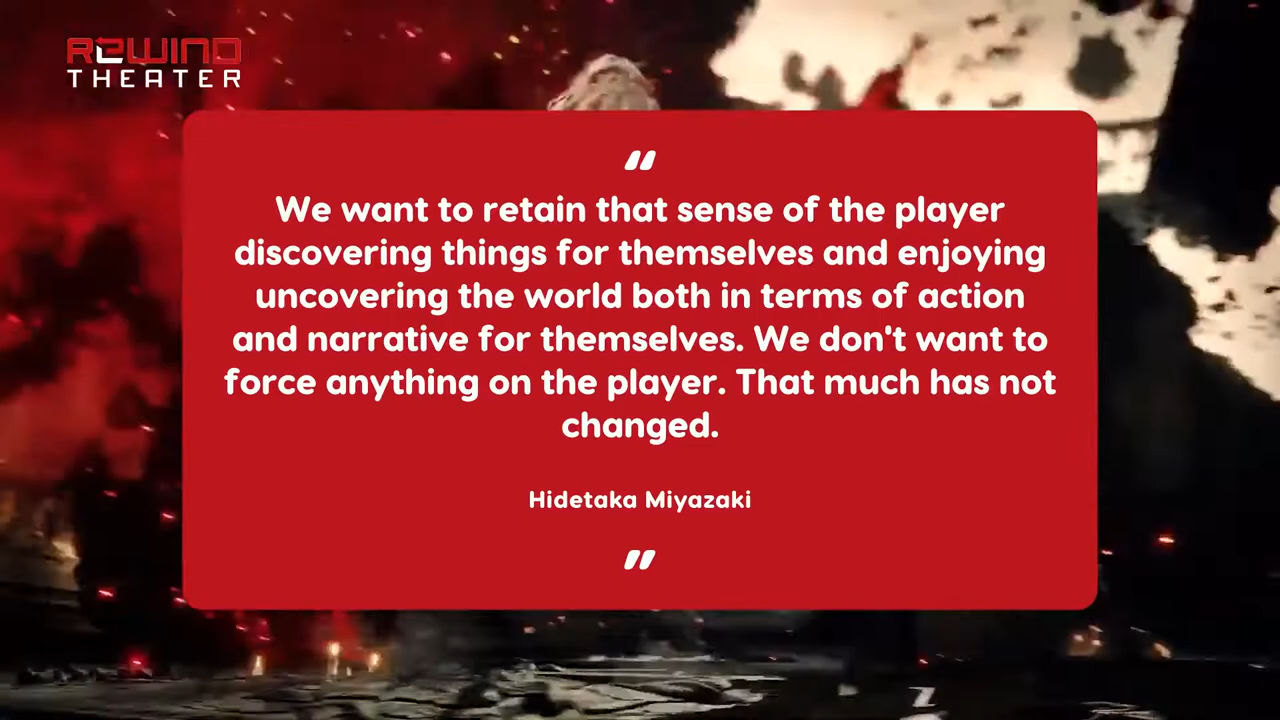 REWIND
THEATER
"
We want to retain that sense of the player
discovering things for themselves and enjoying
uncovering the world both in terms of action
and narrative for themselves. We don't want to
force anything on the player. That much has not
changed.
Hidetaka Miyazaki
"